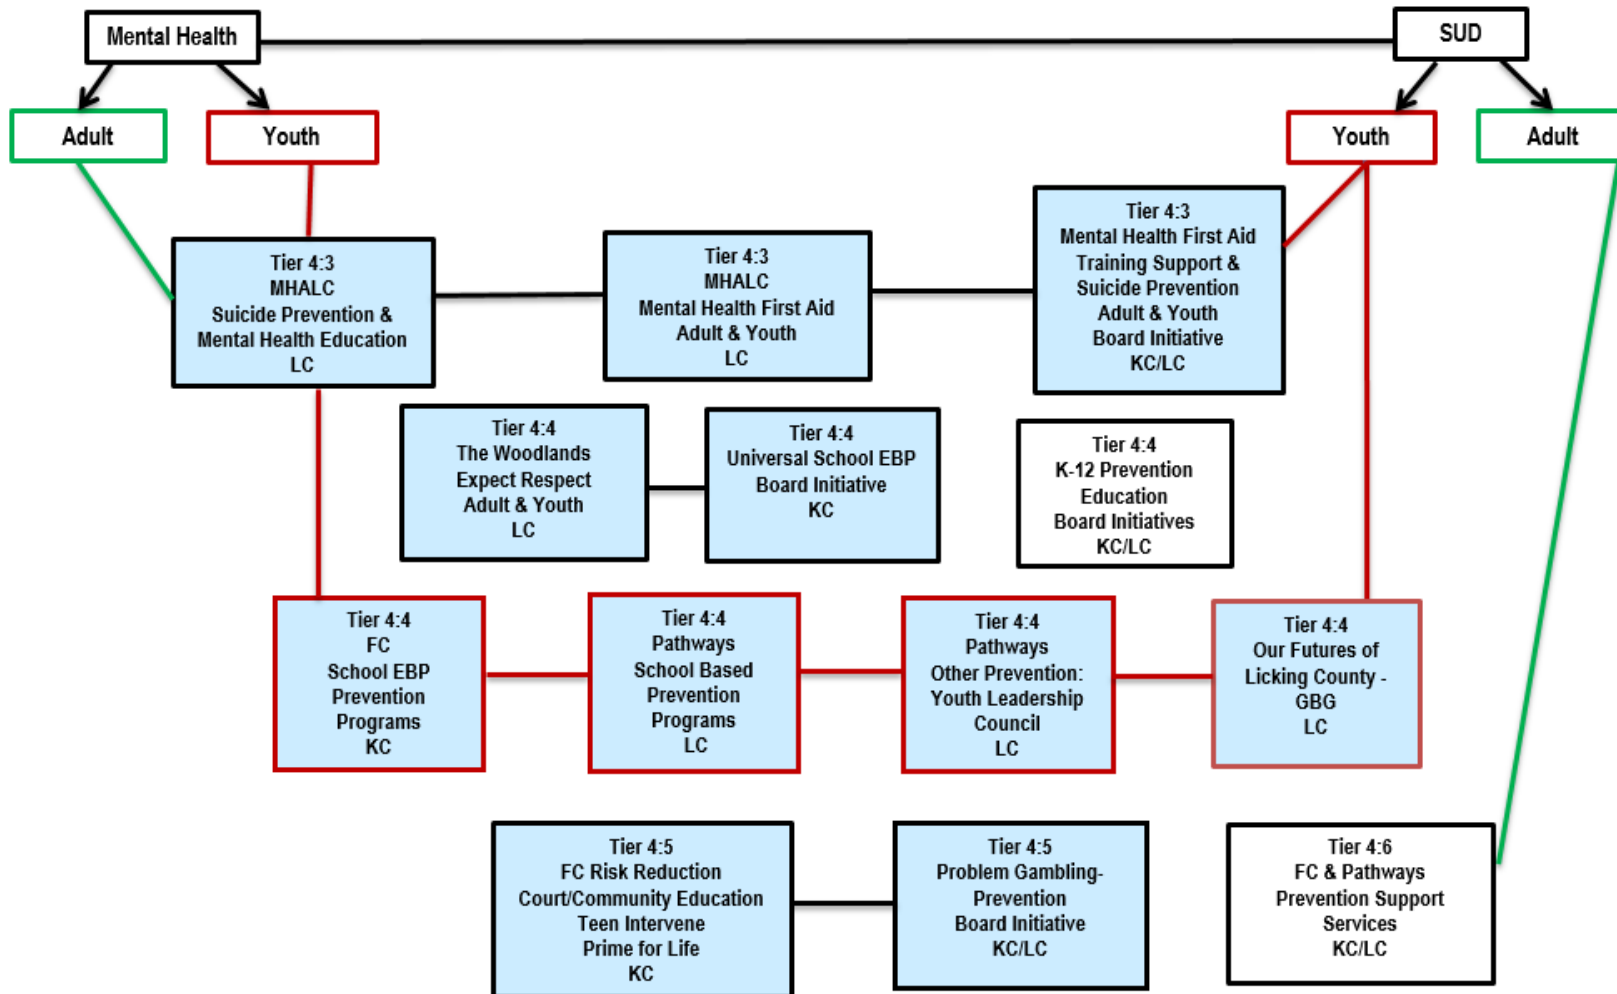 Mental Health
SUD
Adult
Youth
Youth
Adult
Tier 4:3
MHALC
Suicide Prevention &
Mental Health Education
LC
Tier 4:3
MHALC
Mental Health First Aid
Adult & Youth
LC
Tier 4:3
Mental Health First Aid
Training Support &
Suicide Prevention
Adult & Youth
Board Initiative
KC/LC
Tier 4:4
The Woodlands
Expect Respect
Adult & Youth
LC
Tier 4:4
Universal School EBP
Board Initiative
KC
Tier 4:4
K-12 Prevention
Education
Board Initiatives
KC/LC
Tier 4:4
FC
School EBP
Prevention
Programs
KC
Tier 4:4
Pathways
School Based
Prevention
Programs
LC
Tier 4:4
Pathways
Other Prevention:
Youth Leadership
Council
LC
Tier 4:4
Our Futures of
Licking County -
GBG
LC
Tier 4:5
FC Risk Reduction
Court/Community Education
Teen Intervene
Prime for Life
KC
Tier 4:5
Problem Gambling-
Prevention
Board Initiative
KC/LC
Tier 4:6
FC & Pathways
Prevention Support
Services
KC/LC